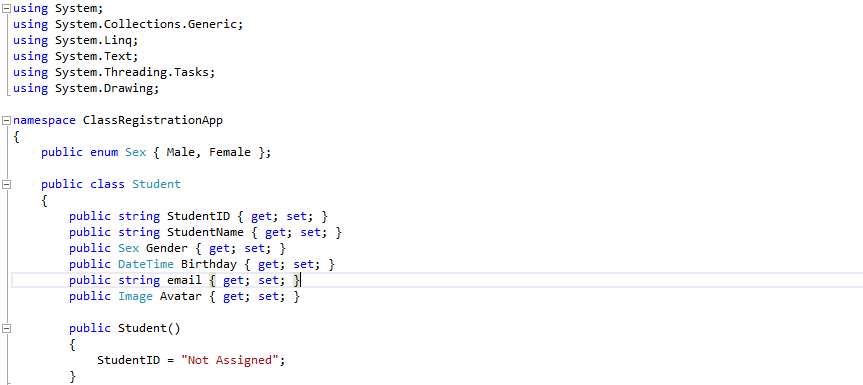 using System;
using System.Collections.Generic;
using System.Linq;
using System.Text;
using System.Threading.Tasks;
using System.Drawing;
namespace ClassRegistrationApp
{
public enum Sex { Male, Female };
public class Student
{
public string StudentID { get; set; }
public string StudentName { get; set; }
public Sex Gender { get; set; }
public DateTime Birthday { get; set; }
public string email { get; set; }
public Image Avatar { get; set; }
public Student()
{
StudentID = "Not Assigned";
}